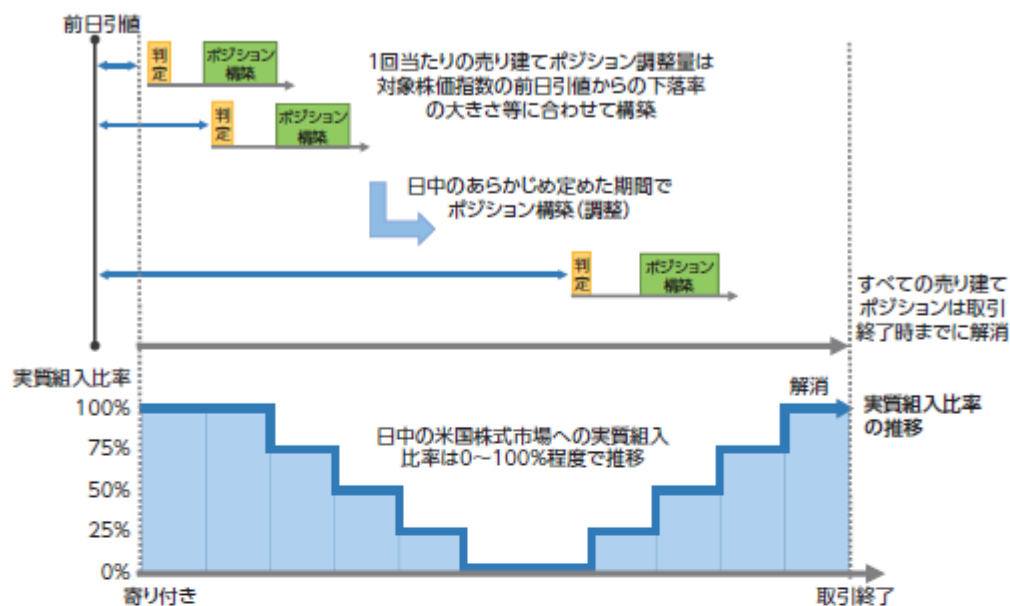 前日引値
判定
ポジション
構築
1回当たりの売り建てポジション調整量は
対象株価指数の前日引値からの下落率
の大きさ等に合わせて構築
判定
ポジション
構築
日中のあらかじめ定めた期間で
ポジション構築(調整)
判定
ポジション
構築
すべての売り建て
ポジションは取引
終了時までに解消
実質組入比率
100%
75%
50%
25%
0%
日中の米国株式市場への実質組入
比率は0~100%程度で推移
解消
実質組入比率
の推移
寄り付き
取引終了